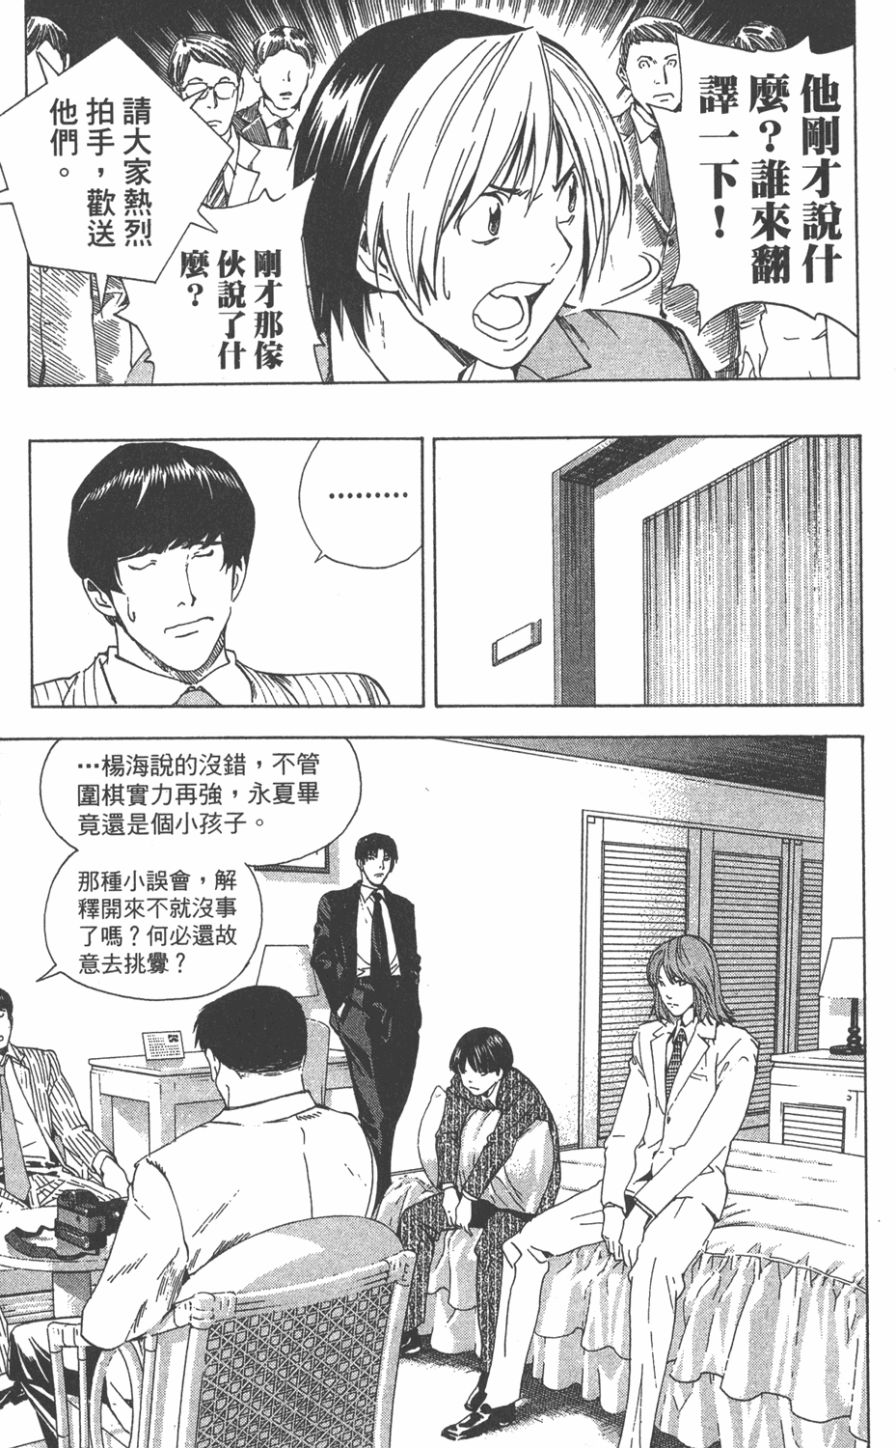 他剛才說什
麼？誰來翻
譯一下！
剛才那傢
伙說了什
麼？
請大家熱烈
拍手，歡送
他們。
………
…楊海說的沒錯，不管
圍棋實力再強，永夏畢
竟還是個小孩子。
那種小誤會，解
釋開來不就沒事
了嗎？何必還故
意去挑釁？